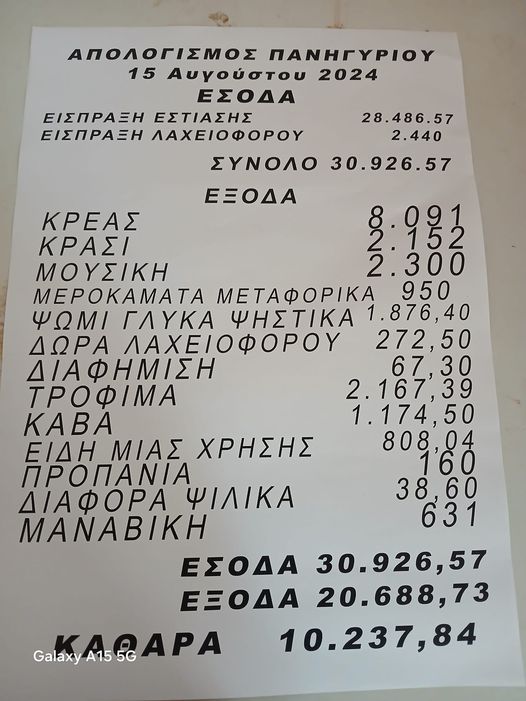 ΑΠΟΛΟΓΙΣΜΟΣ ΠΑΝΗΓΥΡΙΟΥ
15 Αυγούστου 2024
ΕΣΟΔΑ
ΕΙΣΠΡΑΞΗ ΕΣΤΙΑΣΗΣ 28.486.57
ΕΙΣΠΡΑΞΗ ΛΑΧΕΙΟΦΟΡΟΥ 2.440
ΣΥΝΟΛΟ 30.926.57
ΕΞΟΔΑ
ΚΡΕΑΣ 8.091
ΚΡΑΣΙ 2.152
ΜΟΥΣΙΚΗ 2.300
ΜΕΡΟΚΑΜΑΤΑ ΜΕΤΑΦΟΡΙΚΑ 950
ΨΩΜΙ ΓΛΥΚΑ ΨΗΣΤΙΚΑ 1.876,40
ΔΩΡΑ ΛΑΧΕΙΟΦΟΡΟΥ 272,50
ΔΙΑΦΗΜΙΣΗ 67,30
ΤΡΟΦΙΜΑ 2.167,39
ΚΑΒΑ 1.174,50
ΕΙΔΗ ΜΙΑΣ ΧΡΗΣΗΣ 808,04
ΠΡΟΠΑΝΙΑ 160
ΔΙΑΦΟΡΑ ΨΙΛΙΚΑ 38,60
ΜΑΝΑΒΙΚΗ 631
ΕΣΟΔΑ 30.926,57
ΕΞΟΔΑ 20.688,73
ΚΑΘΑΡΑ 10.237,84
Galaxy A15 5G